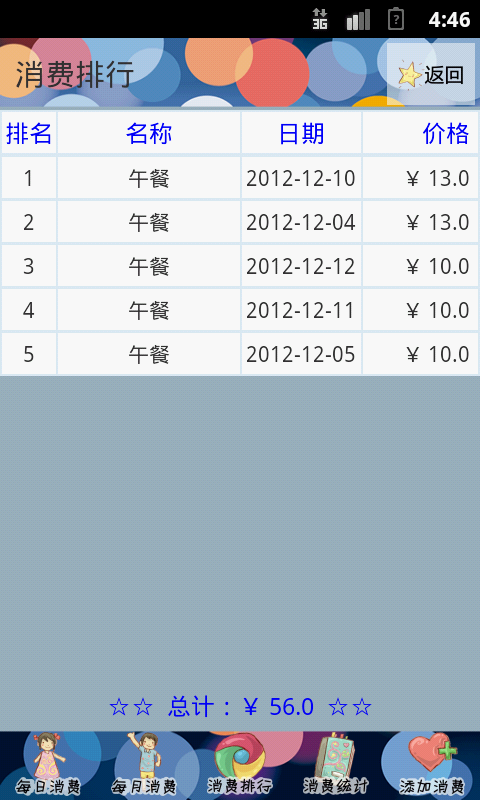 3G 4:46
消费排行 返回
排名 名称 日期 价格
1 午餐 2012-12-10 ￥ 13.0
2 午餐 2012-12-04 ￥ 13.0
3 午餐 2012-12-12 ￥ 10.0
4 午餐 2012-12-11 ￥ 10.0
5 午餐 2012-12-05 ￥ 10.0
☆☆ 总计：￥ 56.0 ☆☆
每日消费 每月消费 消费排行 消费统计 添加消费